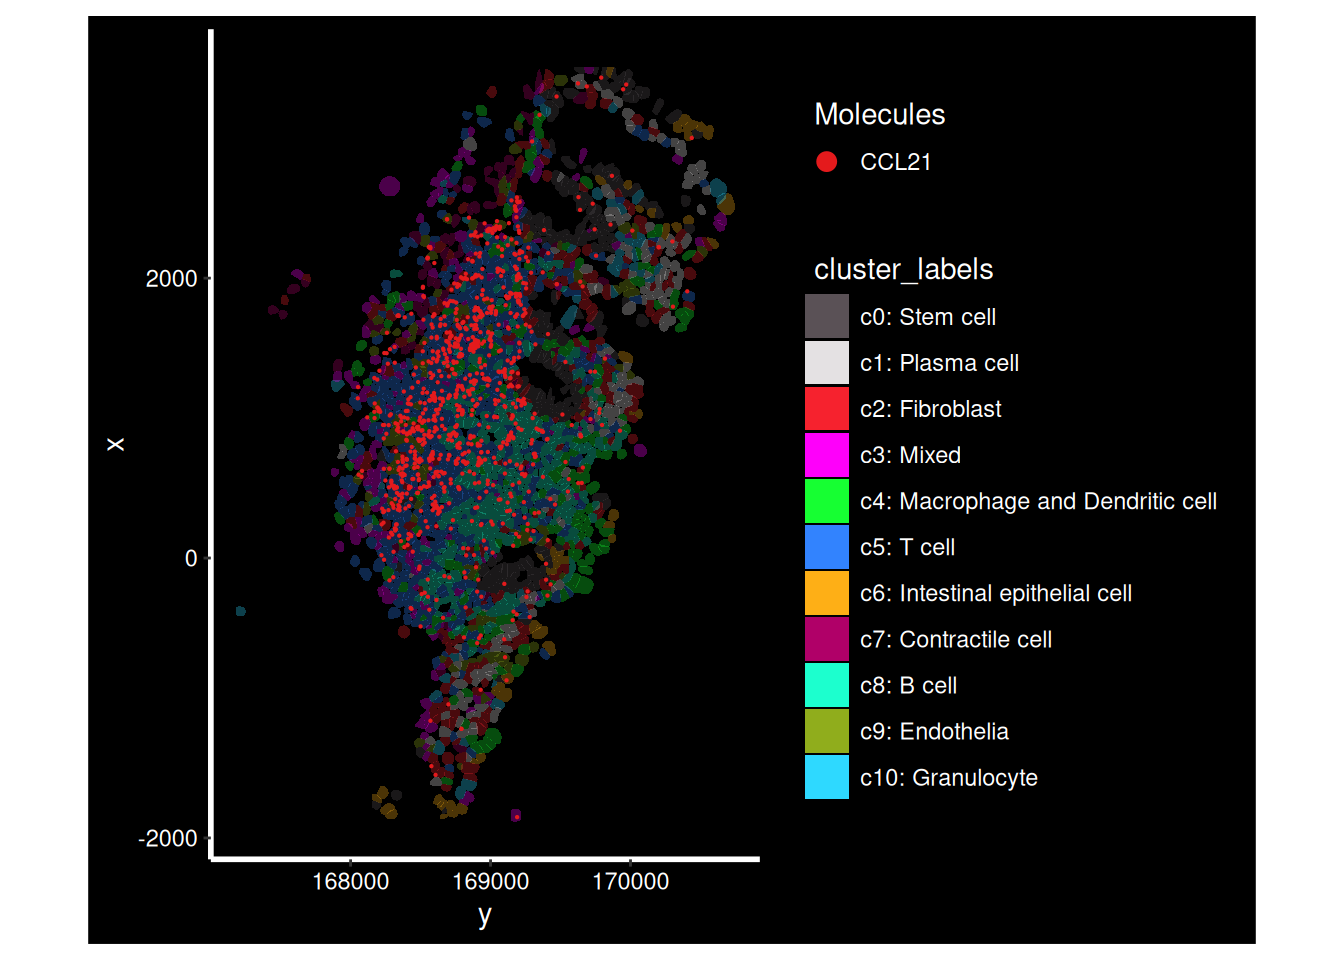 Molecules
CCL21
cluster_labels
c0: Stem cell
c1: Plasma cell
c2: Fibroblast
c3: Mixed
c4: Macrophage and Dendritic cell
c5: T cell
c6: Intestinal epithelial cell
c7: Contractile cell
c8: B cell
c9: Endothelia
c10: Granulocyte
x
2000
0
-2000
168000
169000
170000
y